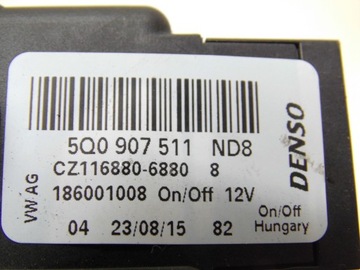 5Q0 907 511 ND8
CZ116880-6880 8
186001008 On/Off 12V
04 23/08/15 82
VW AG
DENSO
On/Off
Hungary